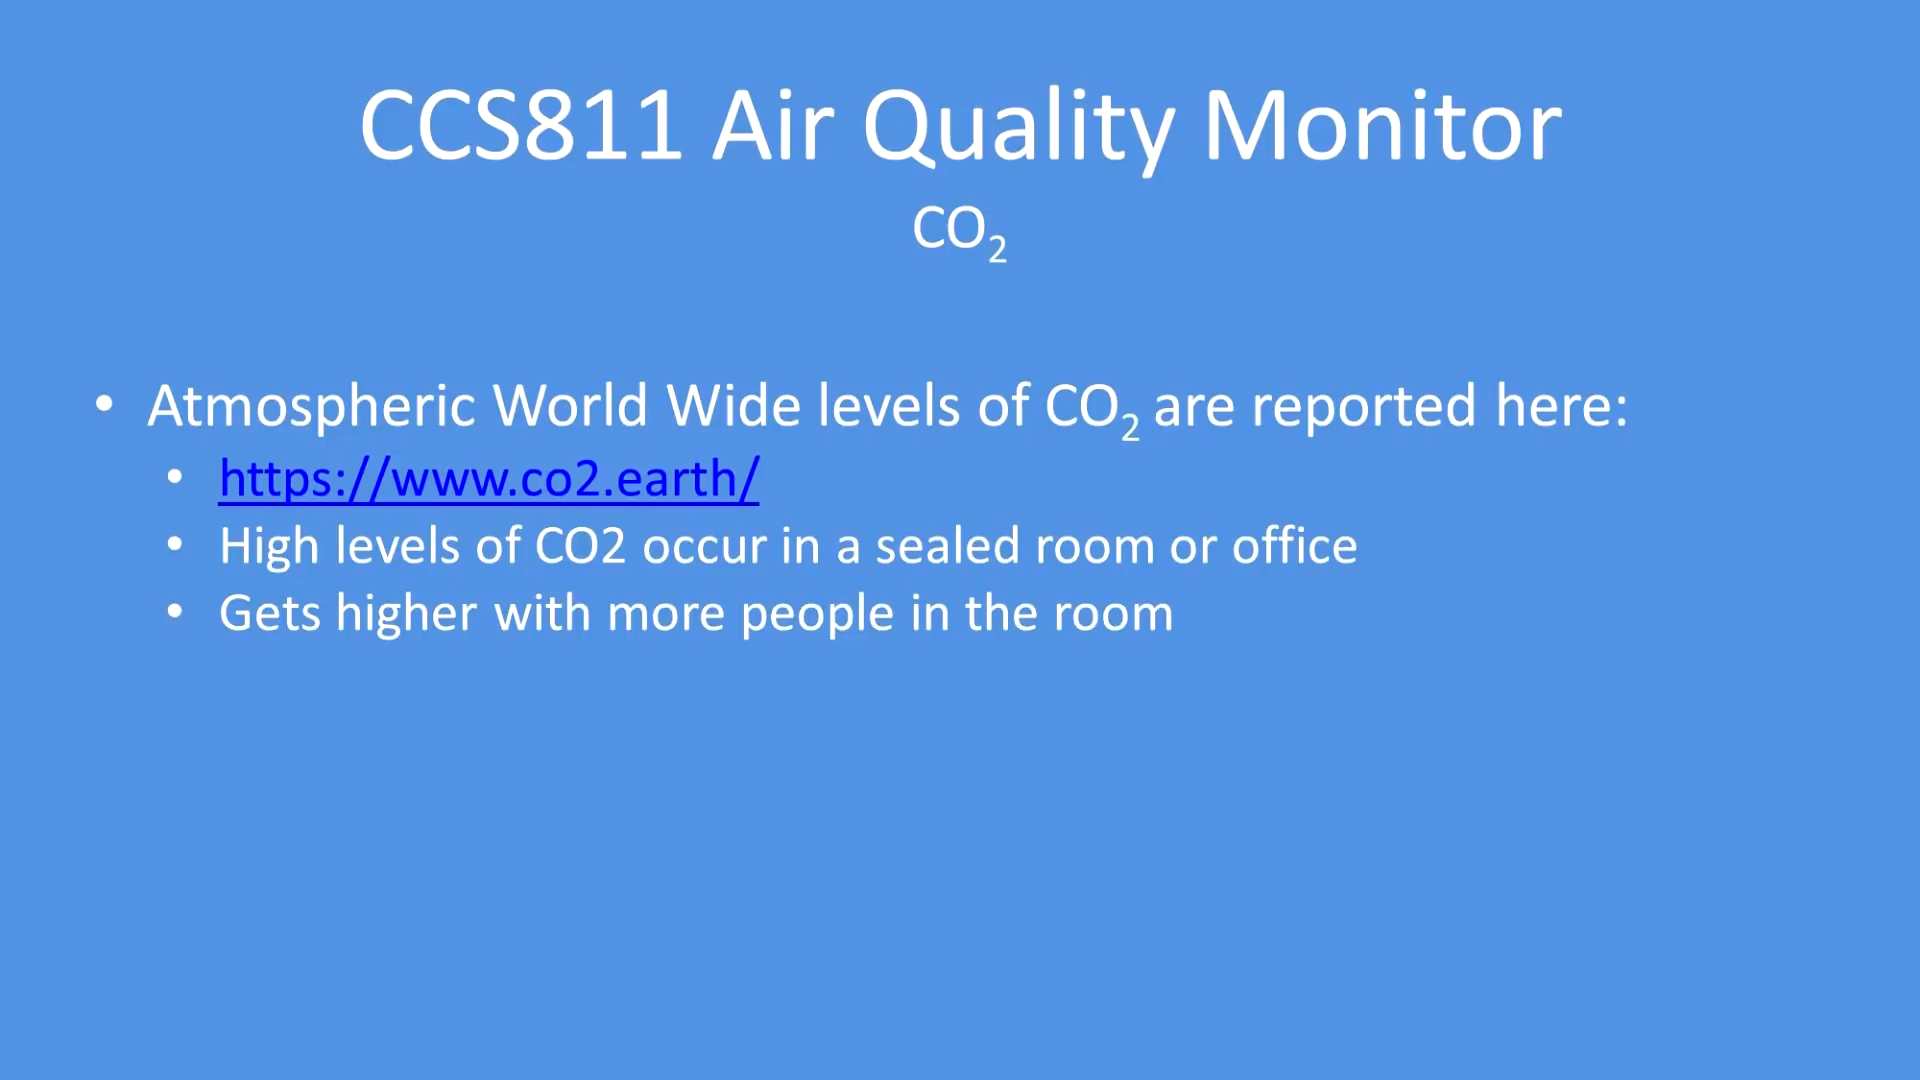 CCS811 Air Quality Monitor
CO₂
• Atmospheric World Wide levels of CO₂ are reported here:
• https://www.co2.earth/
• High levels of CO2 occur in a sealed room or office
• Gets higher with more people in the room